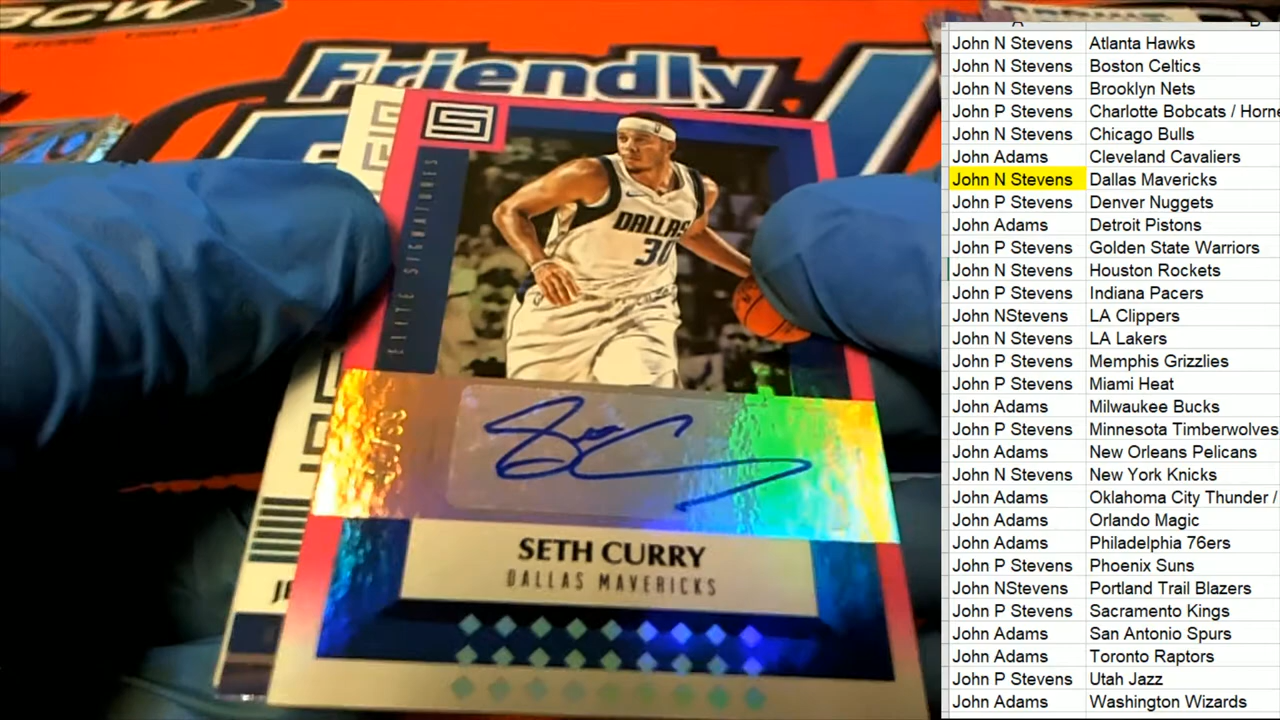 BCW
Friendly
S
ELITE SIGNATURES
DALLAS
30
SETH CURRY
DALLAS MAVERICKS
A B
John N Stevens Atlanta Hawks
John N Stevens Boston Celtics
John N Stevens Brooklyn Nets
John P Stevens Charlotte Bobcats / Horne
John N Stevens Chicago Bulls
John Adams Cleveland Cavaliers
John N Stevens Dallas Mavericks
John P Stevens Denver Nuggets
John Adams Detroit Pistons
John P Stevens Golden State Warriors
John N Stevens Houston Rockets
John P Stevens Indiana Pacers
John NStevens LA Clippers
John N Stevens LA Lakers
John P Stevens Memphis Grizzlies
John P Stevens Miami Heat
John Adams Milwaukee Bucks
John P Stevens Minnesota Timberwolves
John Adams New Orleans Pelicans
John N Stevens New York Knicks
John Adams Oklahoma City Thunder /
John Adams Orlando Magic
John Adams Philadelphia 76ers
John P Stevens Phoenix Suns
John NStevens Portland Trail Blazers
John P Stevens Sacramento Kings
John Adams San Antonio Spurs
John Adams Toronto Raptors
John P Stevens Utah Jazz
John Adams Washington Wizards